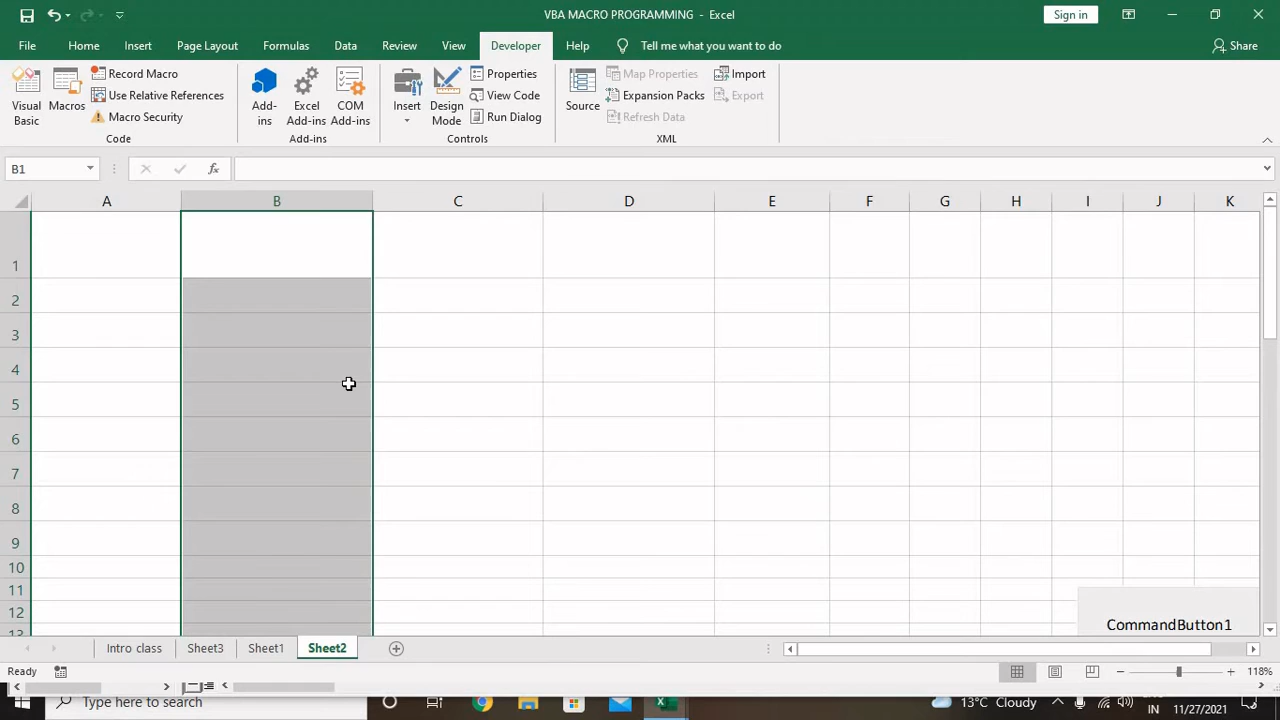 VBA MACRO PROGRAMMING - Excel
Sign in
File Home Insert Page Layout Formulas Data Review View Developer Help Tell me what you want to do Share
Visual Basic
Macros
Record Macro
Use Relative References
Macro Security
Code
Add-ins
Excel Add-ins
COM Add-ins
Add-ins
Insert
Design Mode
Properties
View Code
Run Dialog
Controls
Source
Map Properties
Expansion Packs
Refresh Data
Import
Export
XML
B1
fx
A B C D E F G H I J K
1
2
3
4
5
6
7
8
9
10
11
12
13
CommandButton1
Intro class Sheet3 Sheet1 Sheet2
Ready
118%
Type here to search
13°C Cloudy
IN
11/27/2021